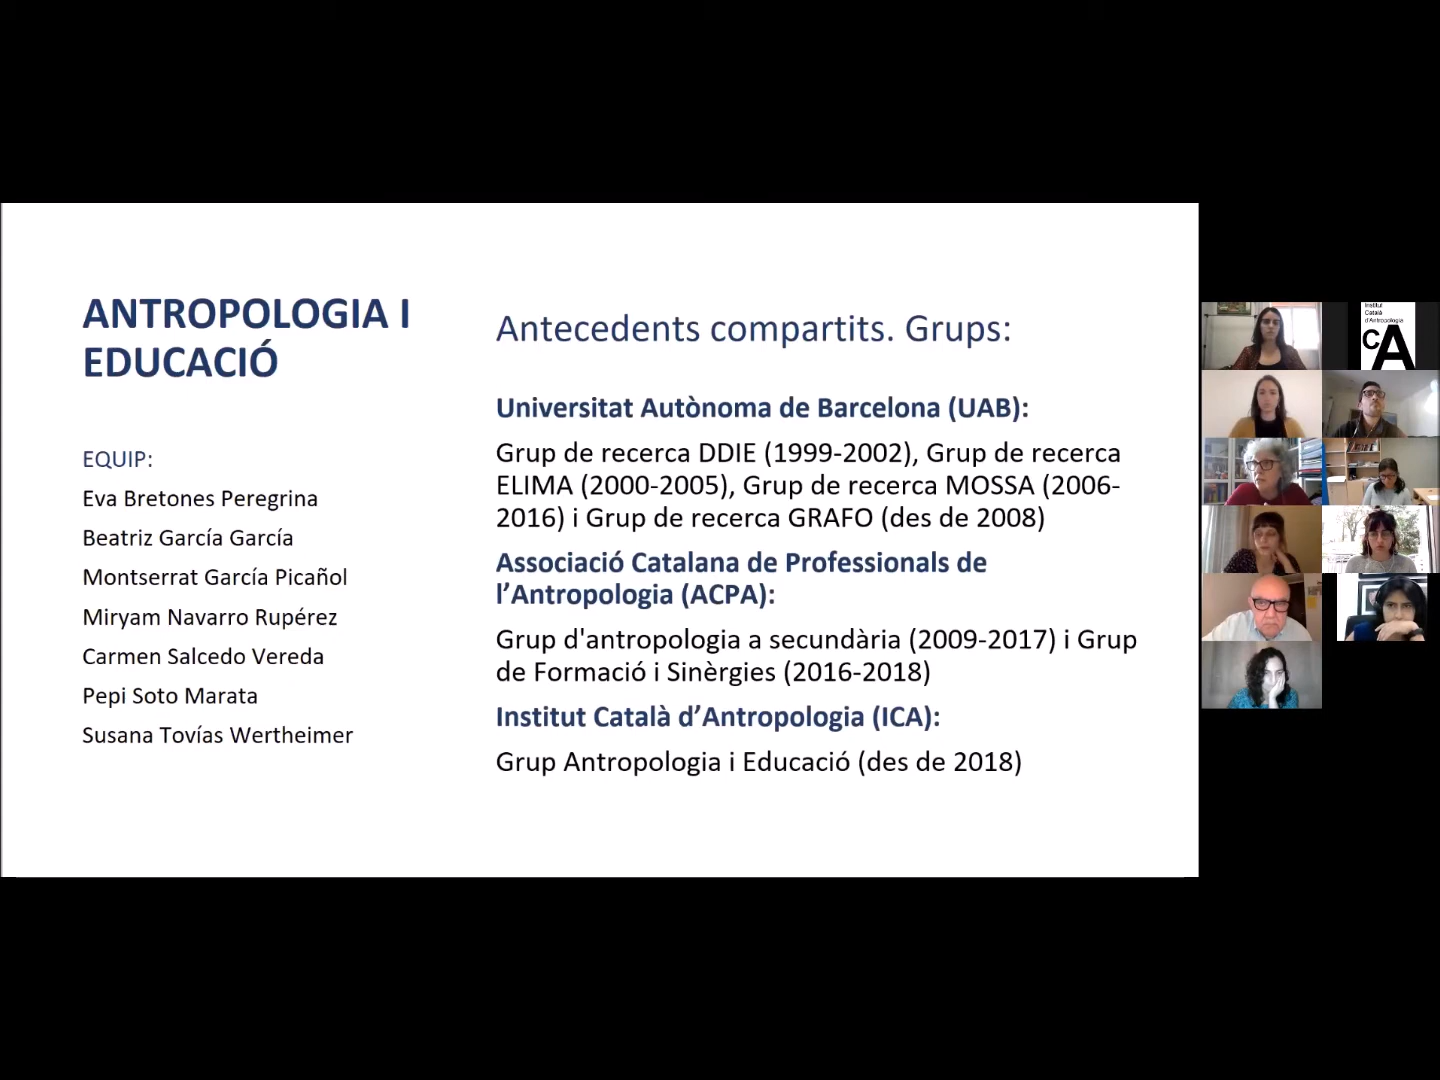 ANTROPOLOGIA I
EDUCACIÓ
EQUIP:
Eva Bretones Peregrina
Beatriz García García
Montserrat García Picañol
Miryam Navarro Rupérez
Carmen Salcedo Vereda
Pepi Soto Marata
Susana Tovías Wertheimer
Antecedents compartits. Grups:
Universitat Autònoma de Barcelona (UAB):
Grup de recerca DDIE (1999-2002), Grup de recerca
ELIMA (2000-2005), Grup de recerca MOSSA (2006-
2016) i Grup de recerca GRAFO (des de 2008)
Associació Catalana de Professionals de
l’Antropologia (ACPA):
Grup d'antropologia a secundària (2009-2017) i Grup
de Formació i Sinèrgies (2016-2018)
Institut Català d’Antropologia (ICA):
Grup Antropologia i Educació (des de 2018)
Institut
Català
d'Antropologia
CA